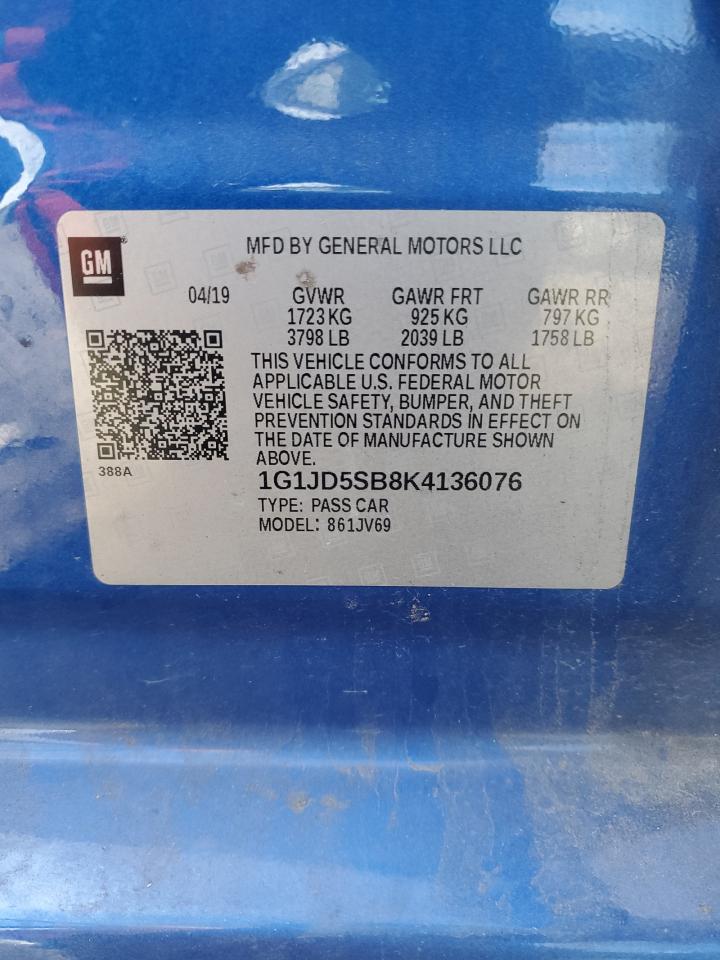 GM
MFD BY GENERAL MOTORS LLC
04/19 GVWR GAWR FRT GAWR RR
1723 KG 925 KG 797 KG
3798 LB 2039 LB 1758 LB
THIS VEHICLE CONFORMS TO ALL
APPLICABLE U.S. FEDERAL MOTOR
VEHICLE SAFETY, BUMPER, AND THEFT
PREVENTION STANDARDS IN EFFECT ON
THE DATE OF MANUFACTURE SHOWN
ABOVE.
388A
1G1JD5SB8K4136076
TYPE: PASS CAR
MODEL: 861JV69